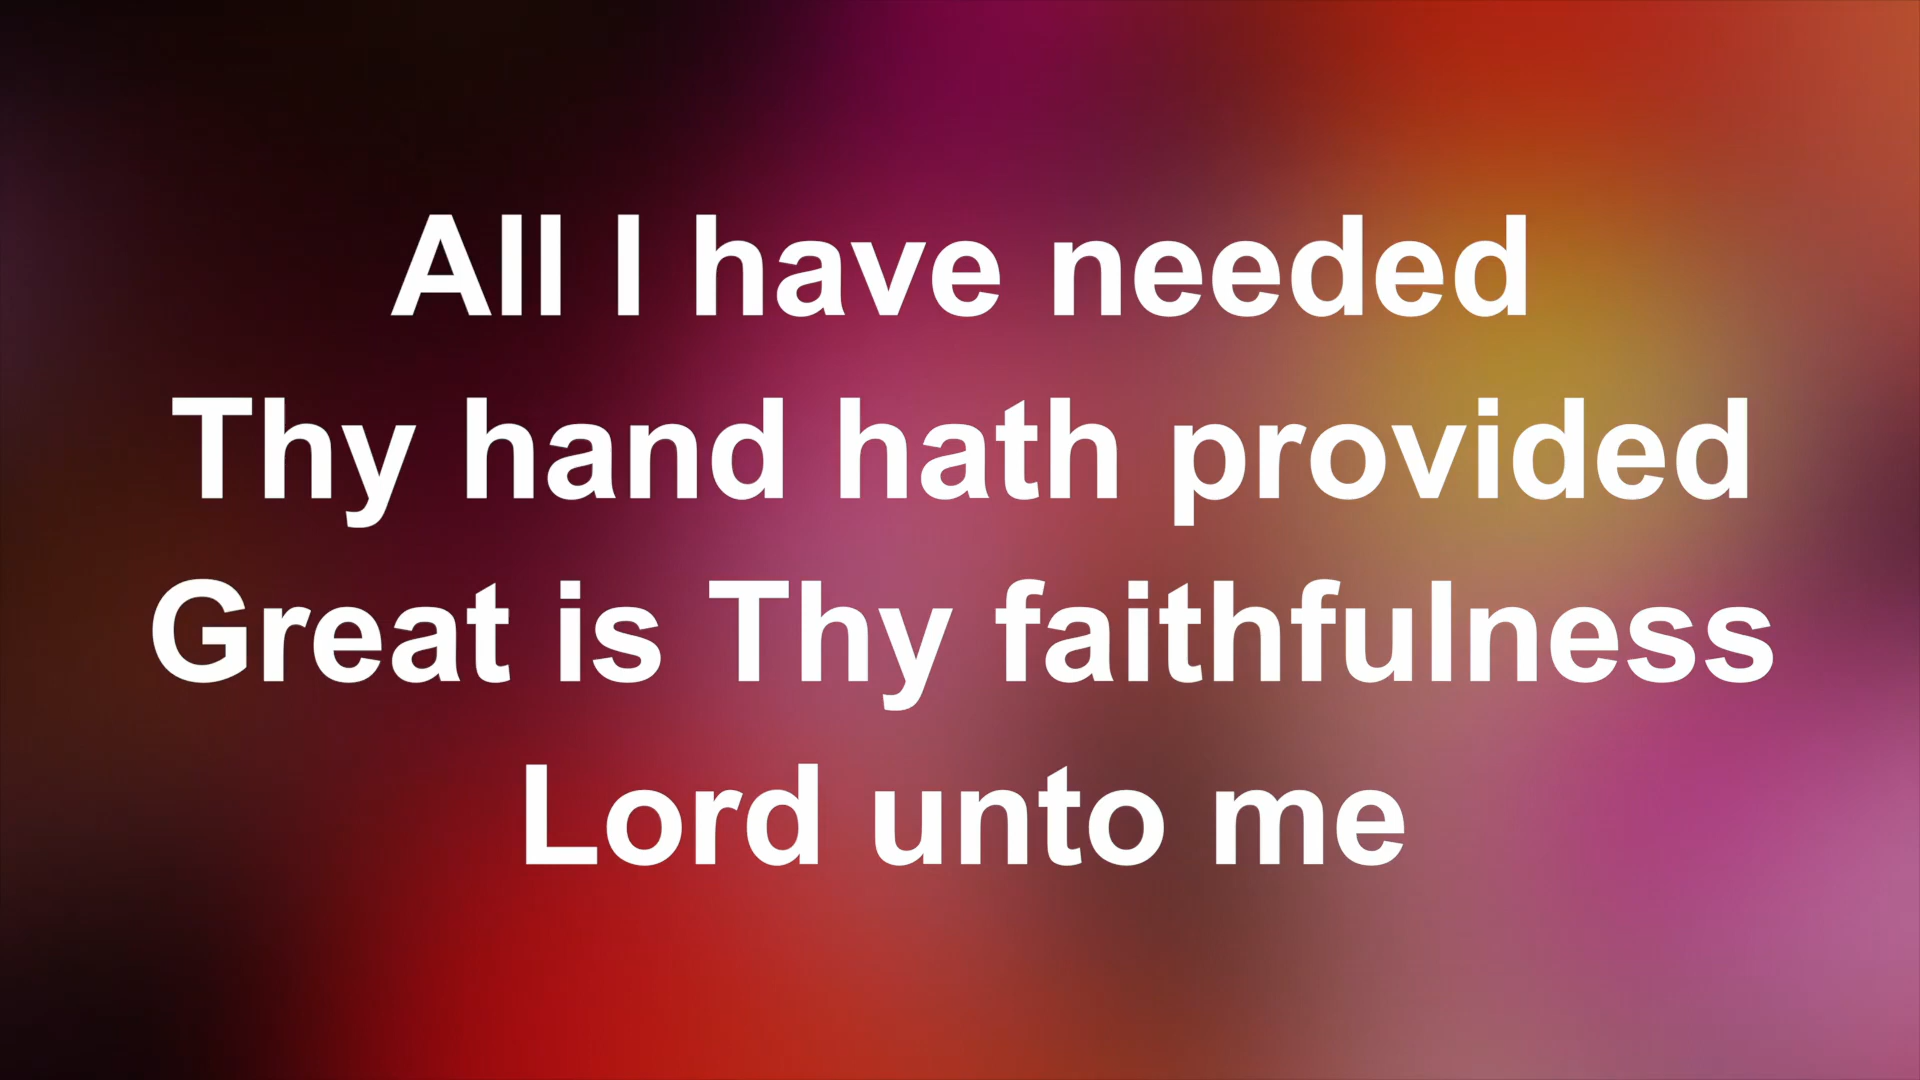 All I have needed
Thy hand hath provided
Great is Thy faithfulness
Lord unto me